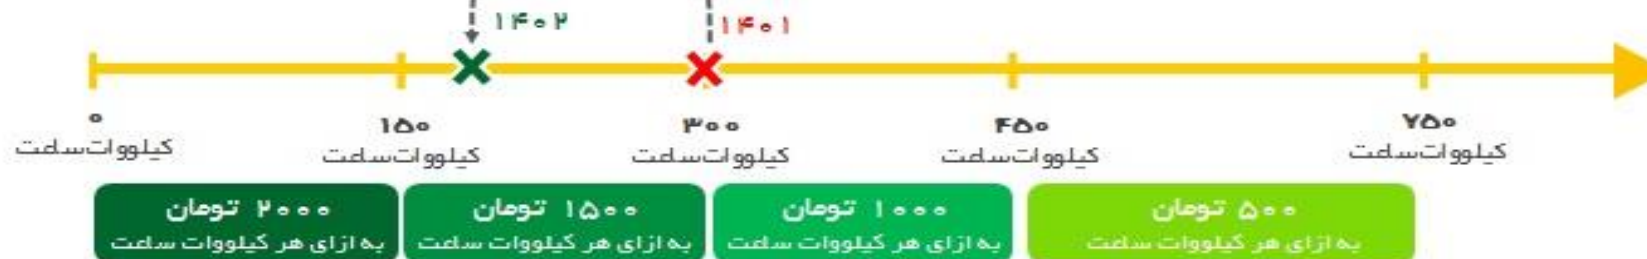 ۱۴۰۲
۱۴۰۱
۰
کیلووات‌ساعت
۱۵۰
کیلووات‌ساعت
۳۰۰
کیلووات‌ساعت
۴۵۰
کیلووات‌ساعت
۷۵۰
کیلووات‌ساعت
۲۰۰۰ تومان
به ازای هر کیلووات ساعت
۱۵۰۰ تومان
به ازای هر کیلووات ساعت
۱۰۰۰ تومان
به ازای هر کیلووات ساعت
۵۰۰ تومان
به ازای هر کیلووات ساعت